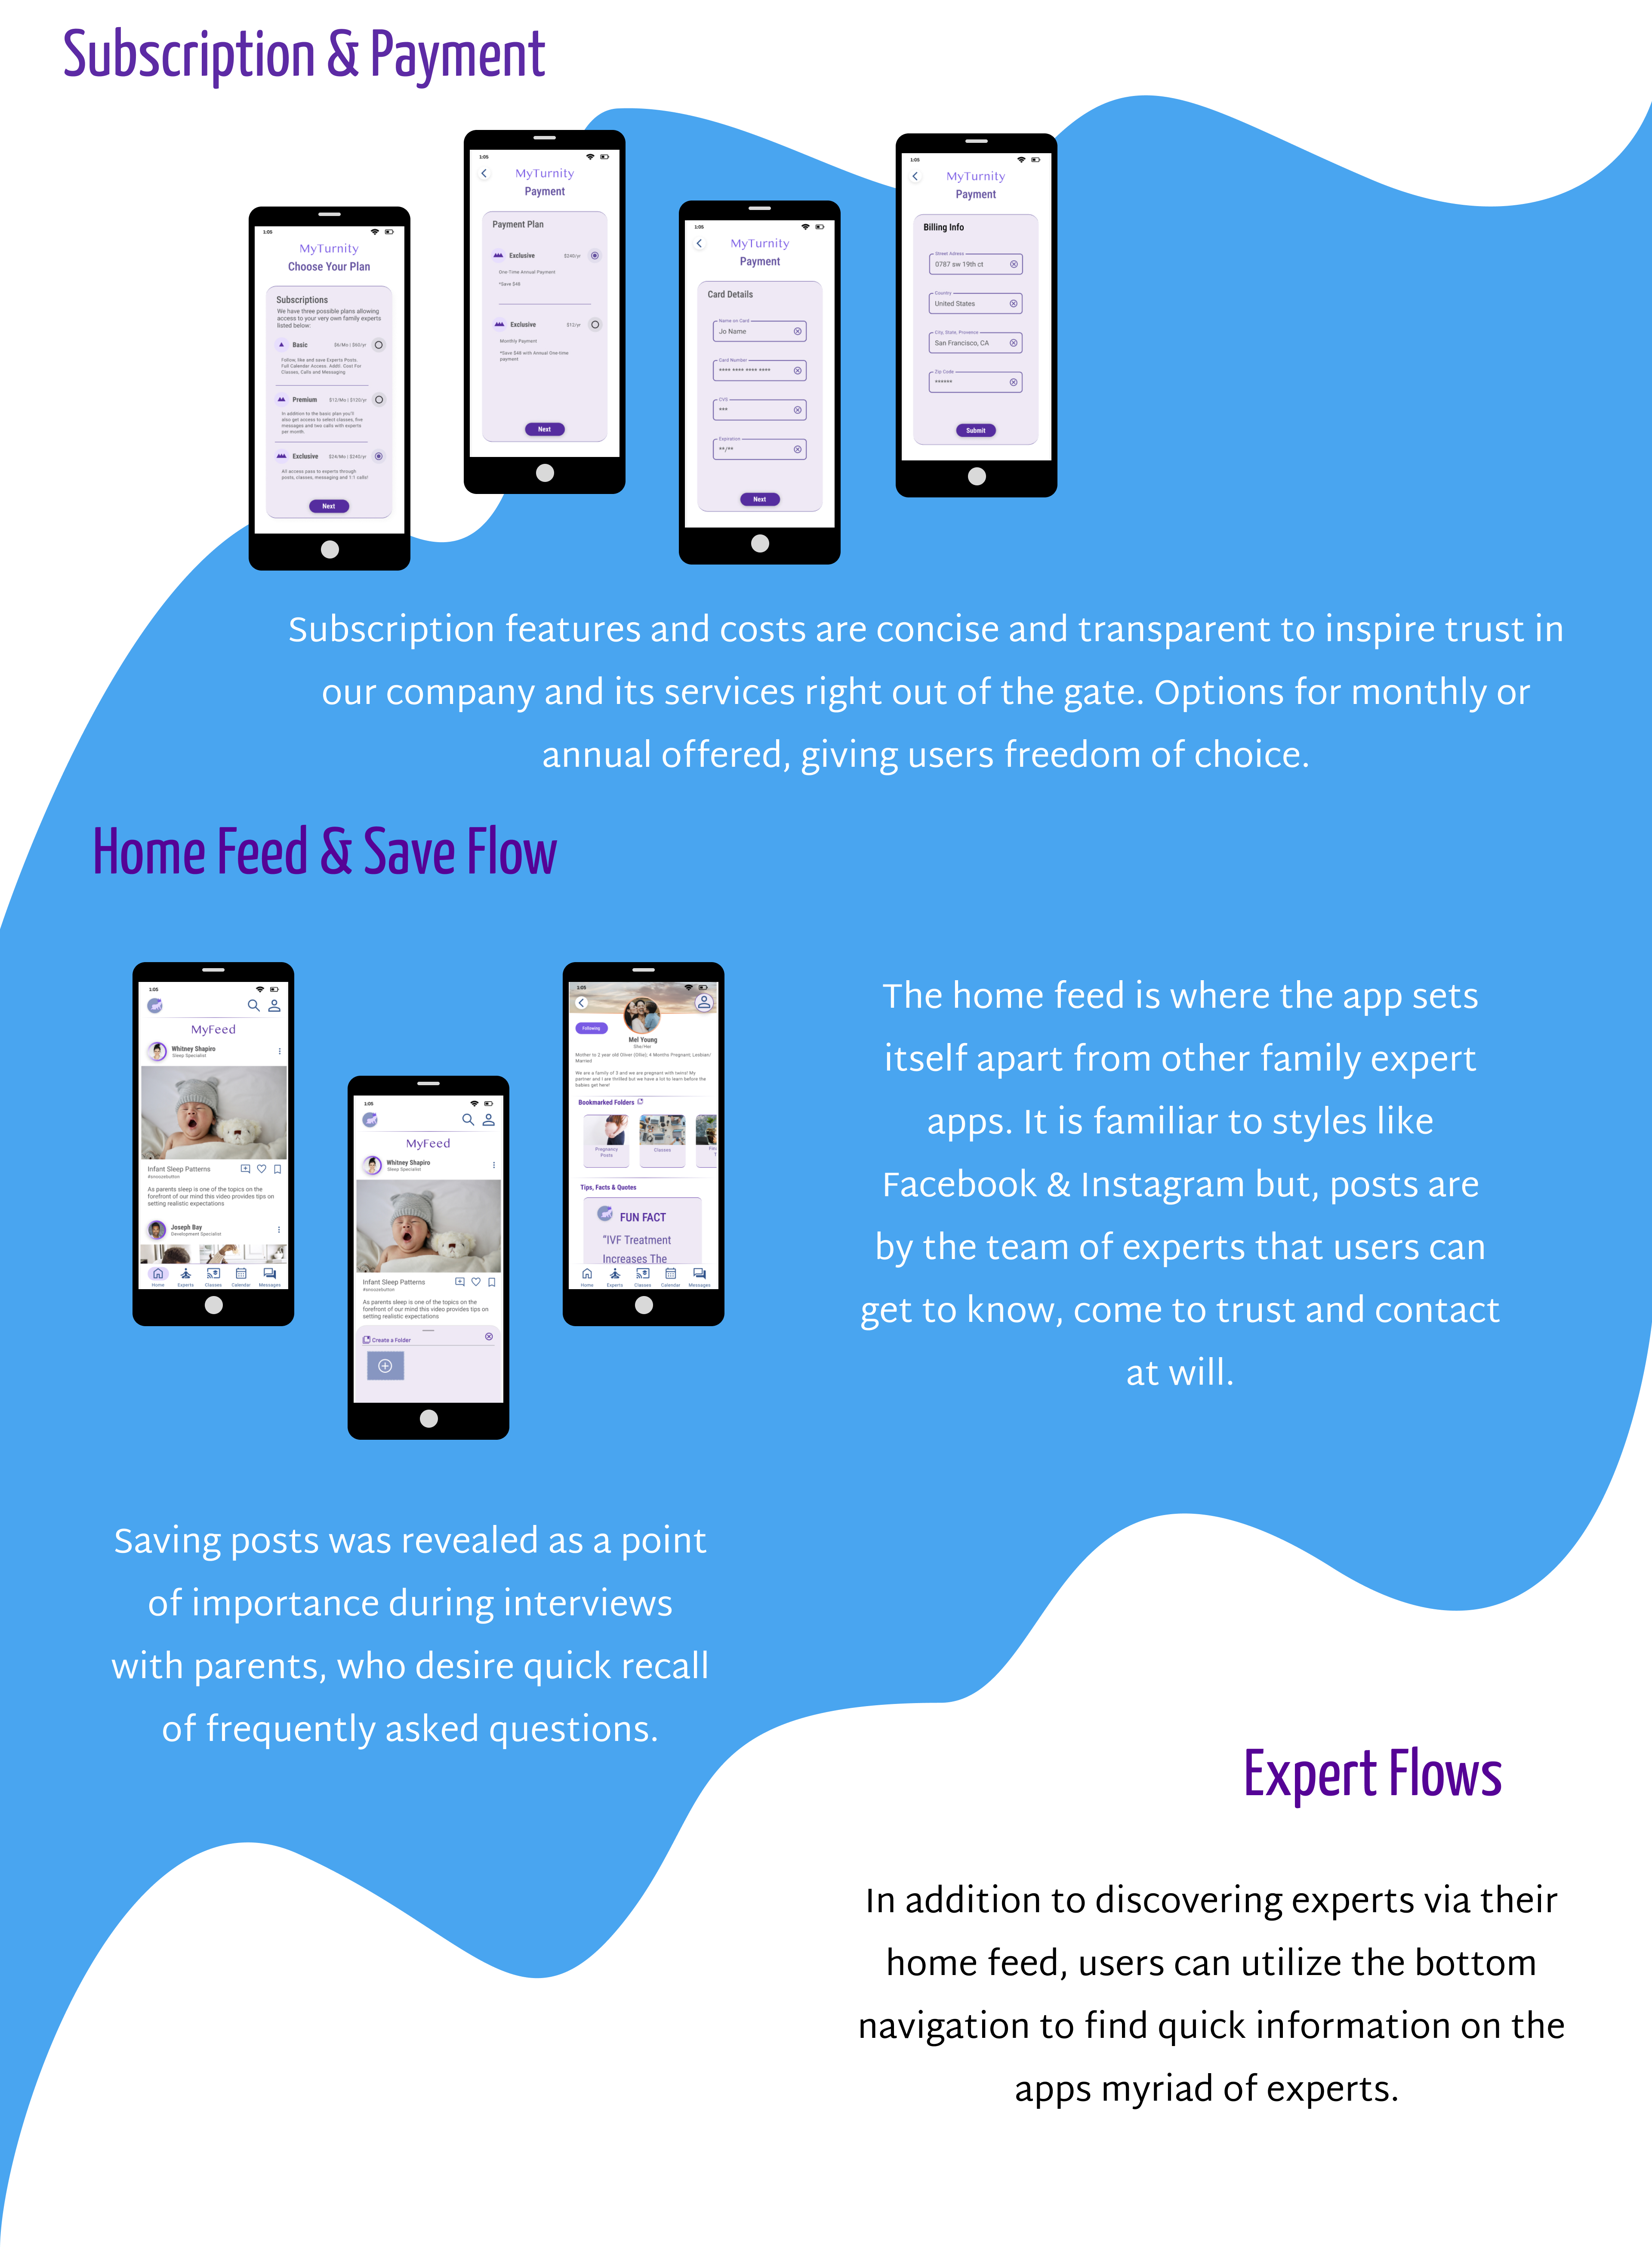 Subscription & Payment
1:05
MyTurnity
Choose Your Plan
Subscriptions
We have three possible plans allowing
access to your very own family experts
listed below:
Basic $6/Mo | $60/yr
Follow, like and save Experts Posts.
Full Calender Access. Addtl. Cost For
Classes, Calls and Messaging
Premium $12/Mo | $120/yr
In addition to the basic plan you'll
also get access to select classes, five
messages and two calls with experts
per month.
Exclusive $24/Mo | $240/yr
All access pass to experts through
posts, classes, messaging and 1:1 calls!
Next
1:05
MyTurnity
Payment
Payment Plan
Exclusive $240/yr
One-Time Annual Payment
*Save $48
Exclusive $12/yr
Monthly Payment
*Save $48 with Annual One-time
payment
Next
1:05
MyTurnity
Payment
Card Details
Name on Card
Jo Name
Card Number
**** **** **** ****
CVS
***
Expiration
**/**
Next
1:05
MyTurnity
Payment
Billing Info
Street Adress
0787 sw 19th ct
Country
United States
City, State, Provence
San Francisco, CA
Zip Code
******
Submit
Subscription features and costs are concise and transparent to inspire trust in
our company and its services right out of the gate. Options for monthly or
annual offered, giving users freedom of choice.
Home Feed & Save Flow
1:05
MyFeed
Whitney Shapiro
Sleep Specialist
Infant Sleep Patterns
#snoozebutton
As parents sleep is one of the topics on the
forefront of our mind this video provides tips on
setting realistic expectations
Joseph Bay
Development Specialist
Home Experts Classes Calendar Messages
1:05
MyFeed
Whitney Shapiro
Sleep Specialist
Infant Sleep Patterns
#snoozebutton
As parents sleep is one of the topics on the
forefront of our mind this video provides tips on
setting realistic expectations
Create a Folder
1:05
Following
Mel Young
She/Her
Mother to 2 year old Oliver (Ollie); 4 Months Pregnant; Lesbian/
Married
We are a family of 3 and we are pregnant with twins! My
partner and I are thrilled but we have a lot to learn before the
babies get here!
Bookmarked Folders
Pregnancy
Posts
Classes
Tips, Facts & Quotes
FUN FACT
"IVF Treatment
Increases The
Home Experts Classes Calendar Messages
The home feed is where the app sets
itself apart from other family expert
apps. It is familiar to styles like
Facebook & Instagram but, posts are
by the team of experts that users can
get to know, come to trust and contact
at will.
Saving posts was revealed as a point
of importance during interviews
with parents, who desire quick recall
of frequently asked questions.
Expert Flows
In addition to discovering experts via their
home feed, users can utilize the bottom
navigation to find quick information on the
apps myriad of experts.